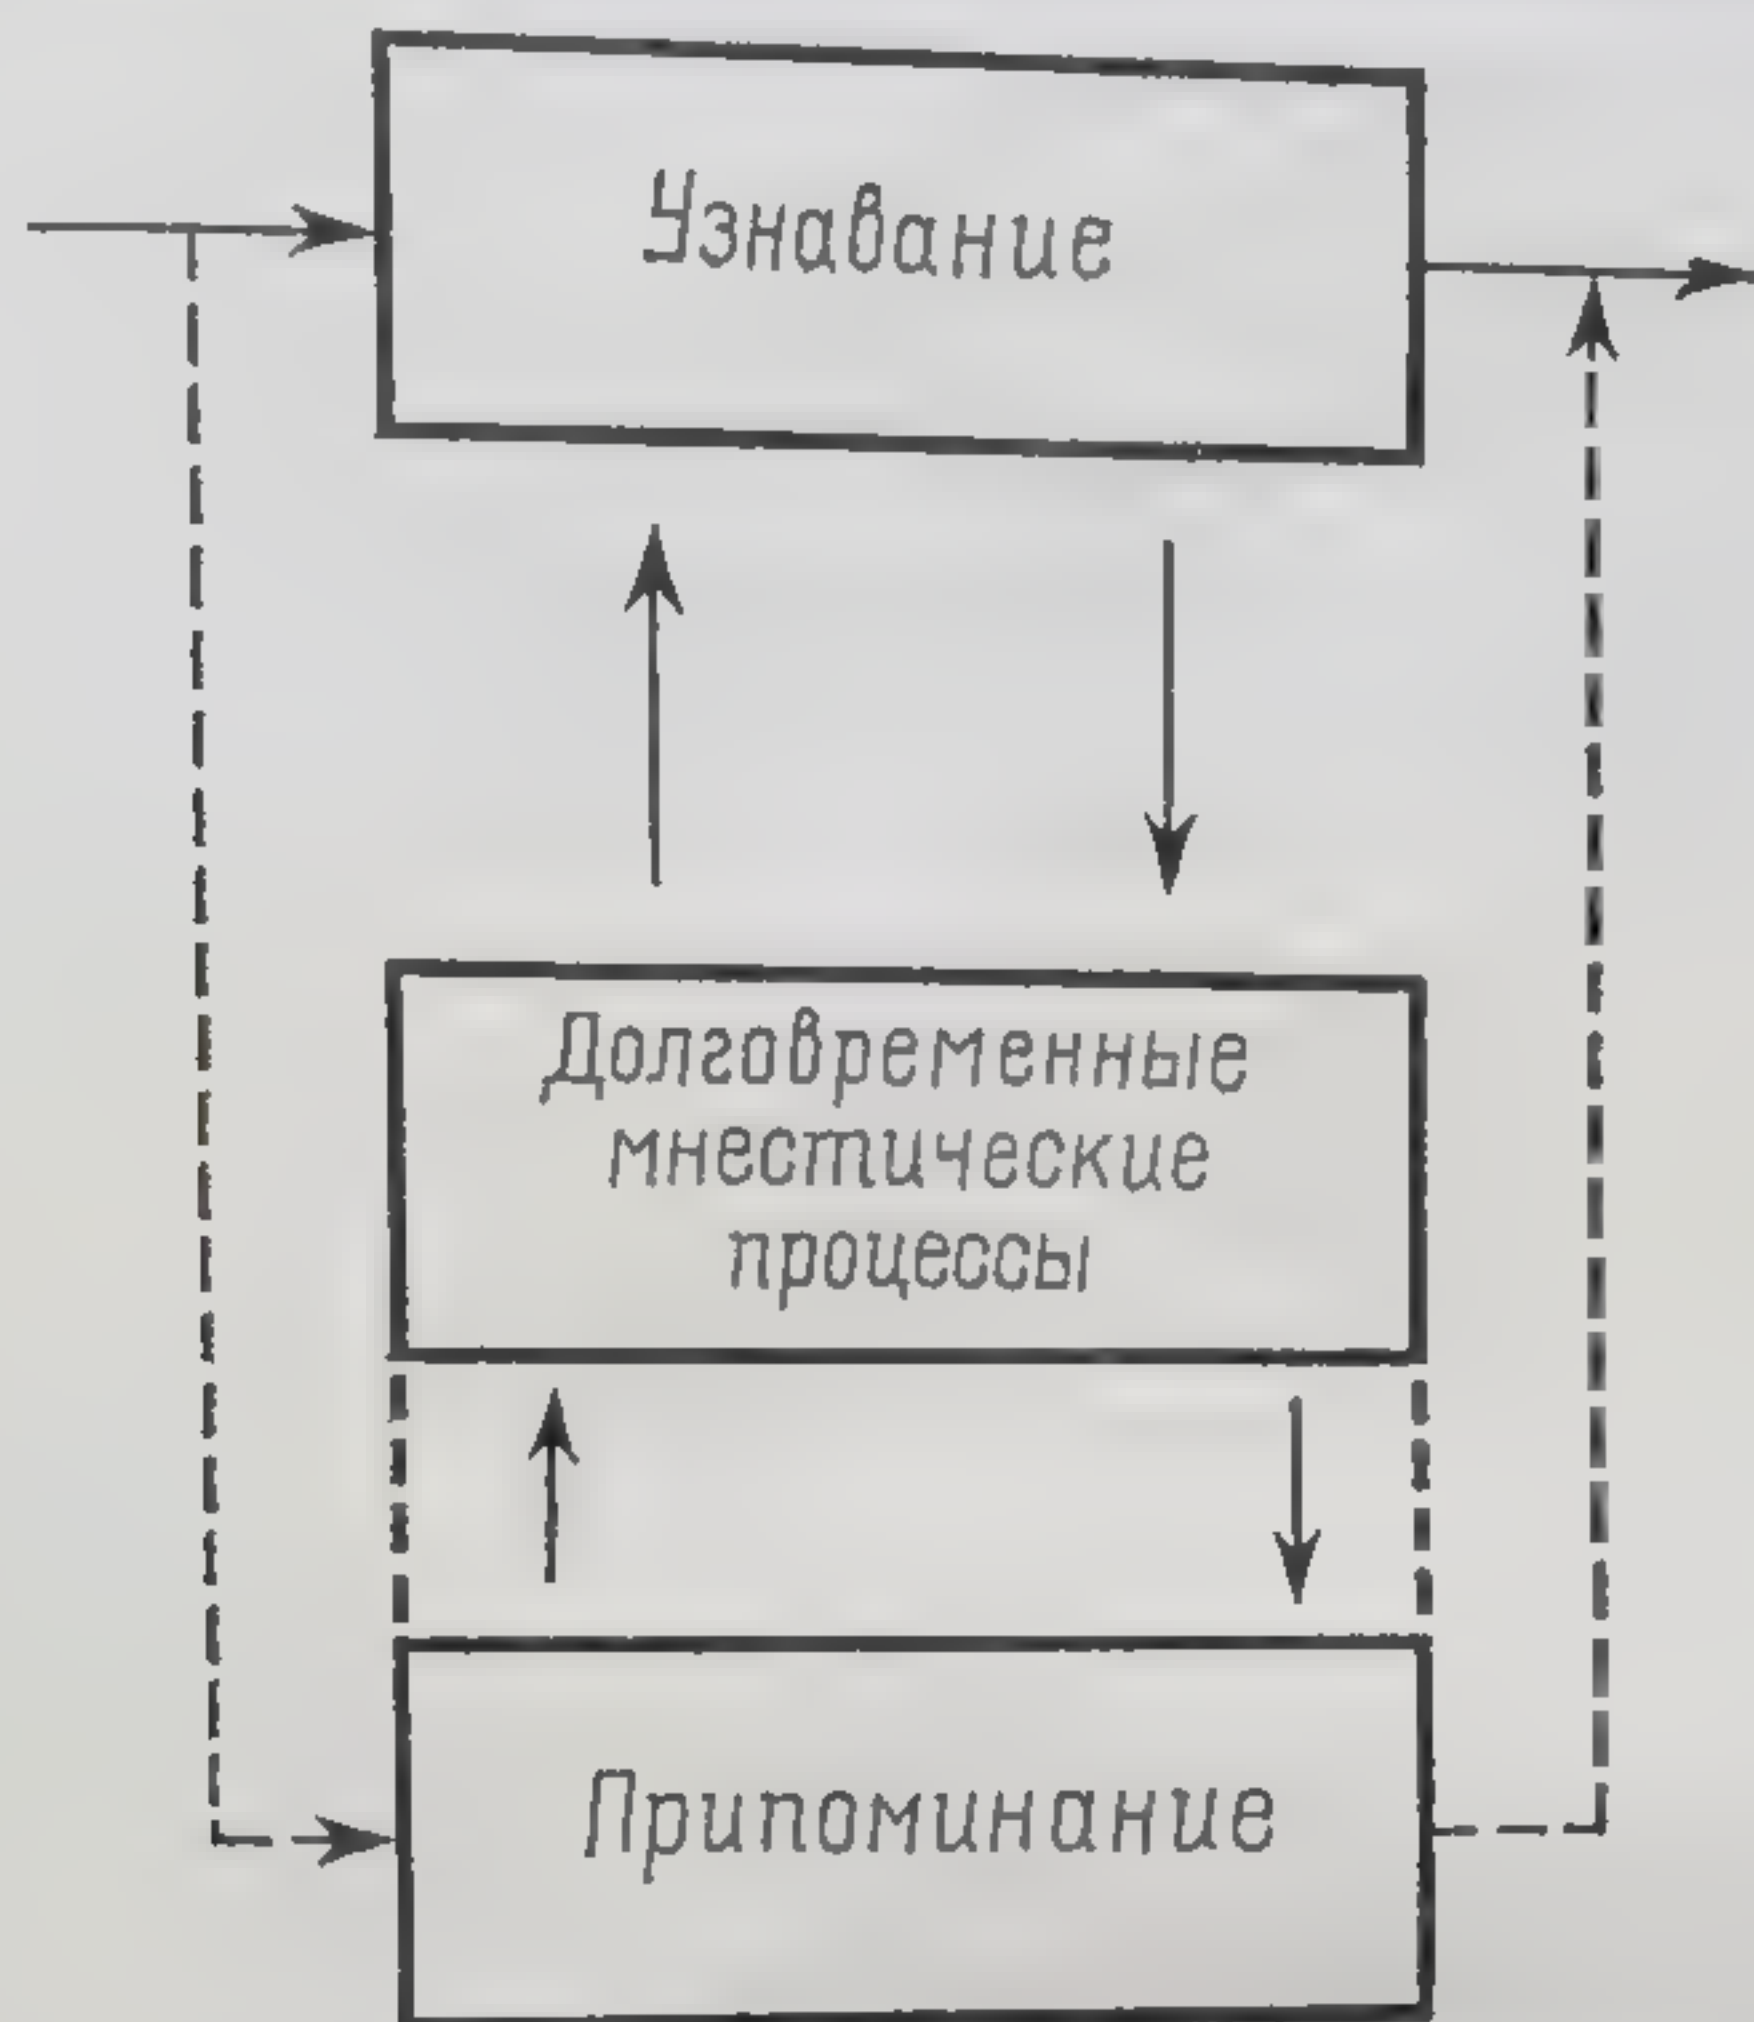 Узнавание
Долговременные
мнестические
процессы
Припоминание